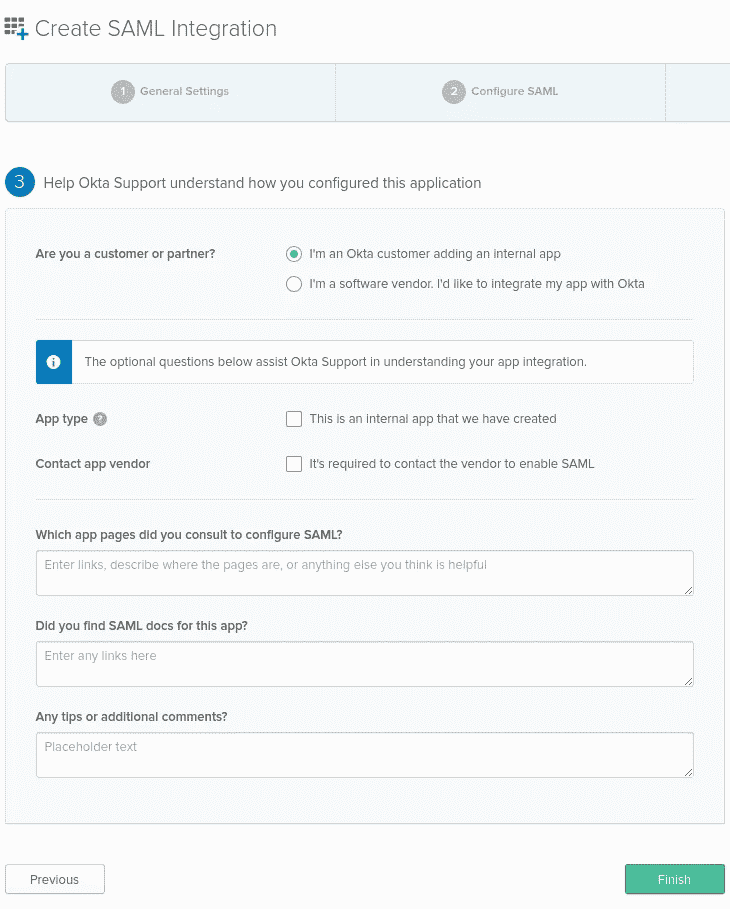 Create SAML Integration
1 General Settings
2 Configure SAML
3 Help Okta Support understand how you configured this application
Are you a customer or partner?
I'm an Okta customer adding an internal app
I'm a software vendor. I'd like to integrate my app with Okta
The optional questions below assist Okta Support in understanding your app integration.
App type ?
This is an internal app that we have created
Contact app vendor
It's required to contact the vendor to enable SAML
Which app pages did you consult to configure SAML?
Enter links, describe where the pages are, or anything else you think is helpful
Did you find SAML docs for this app?
Enter any links here
Any tips or additional comments?
Placeholder text
Previous
Finish